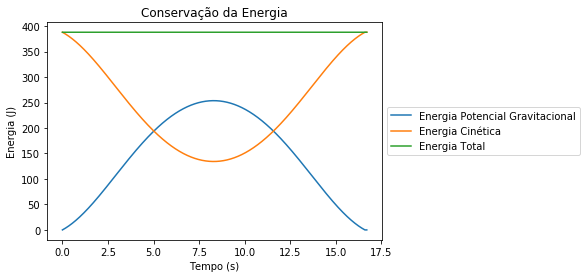 Conservação da Energia
400
350
300
250
200
150
100
50
0
Energia (J)
0.0 2.5 5.0 7.5 10.0 12.5 15.0 17.5
Tempo (s)
Energia Potencial Gravitacional
Energia Cinética
Energia Total